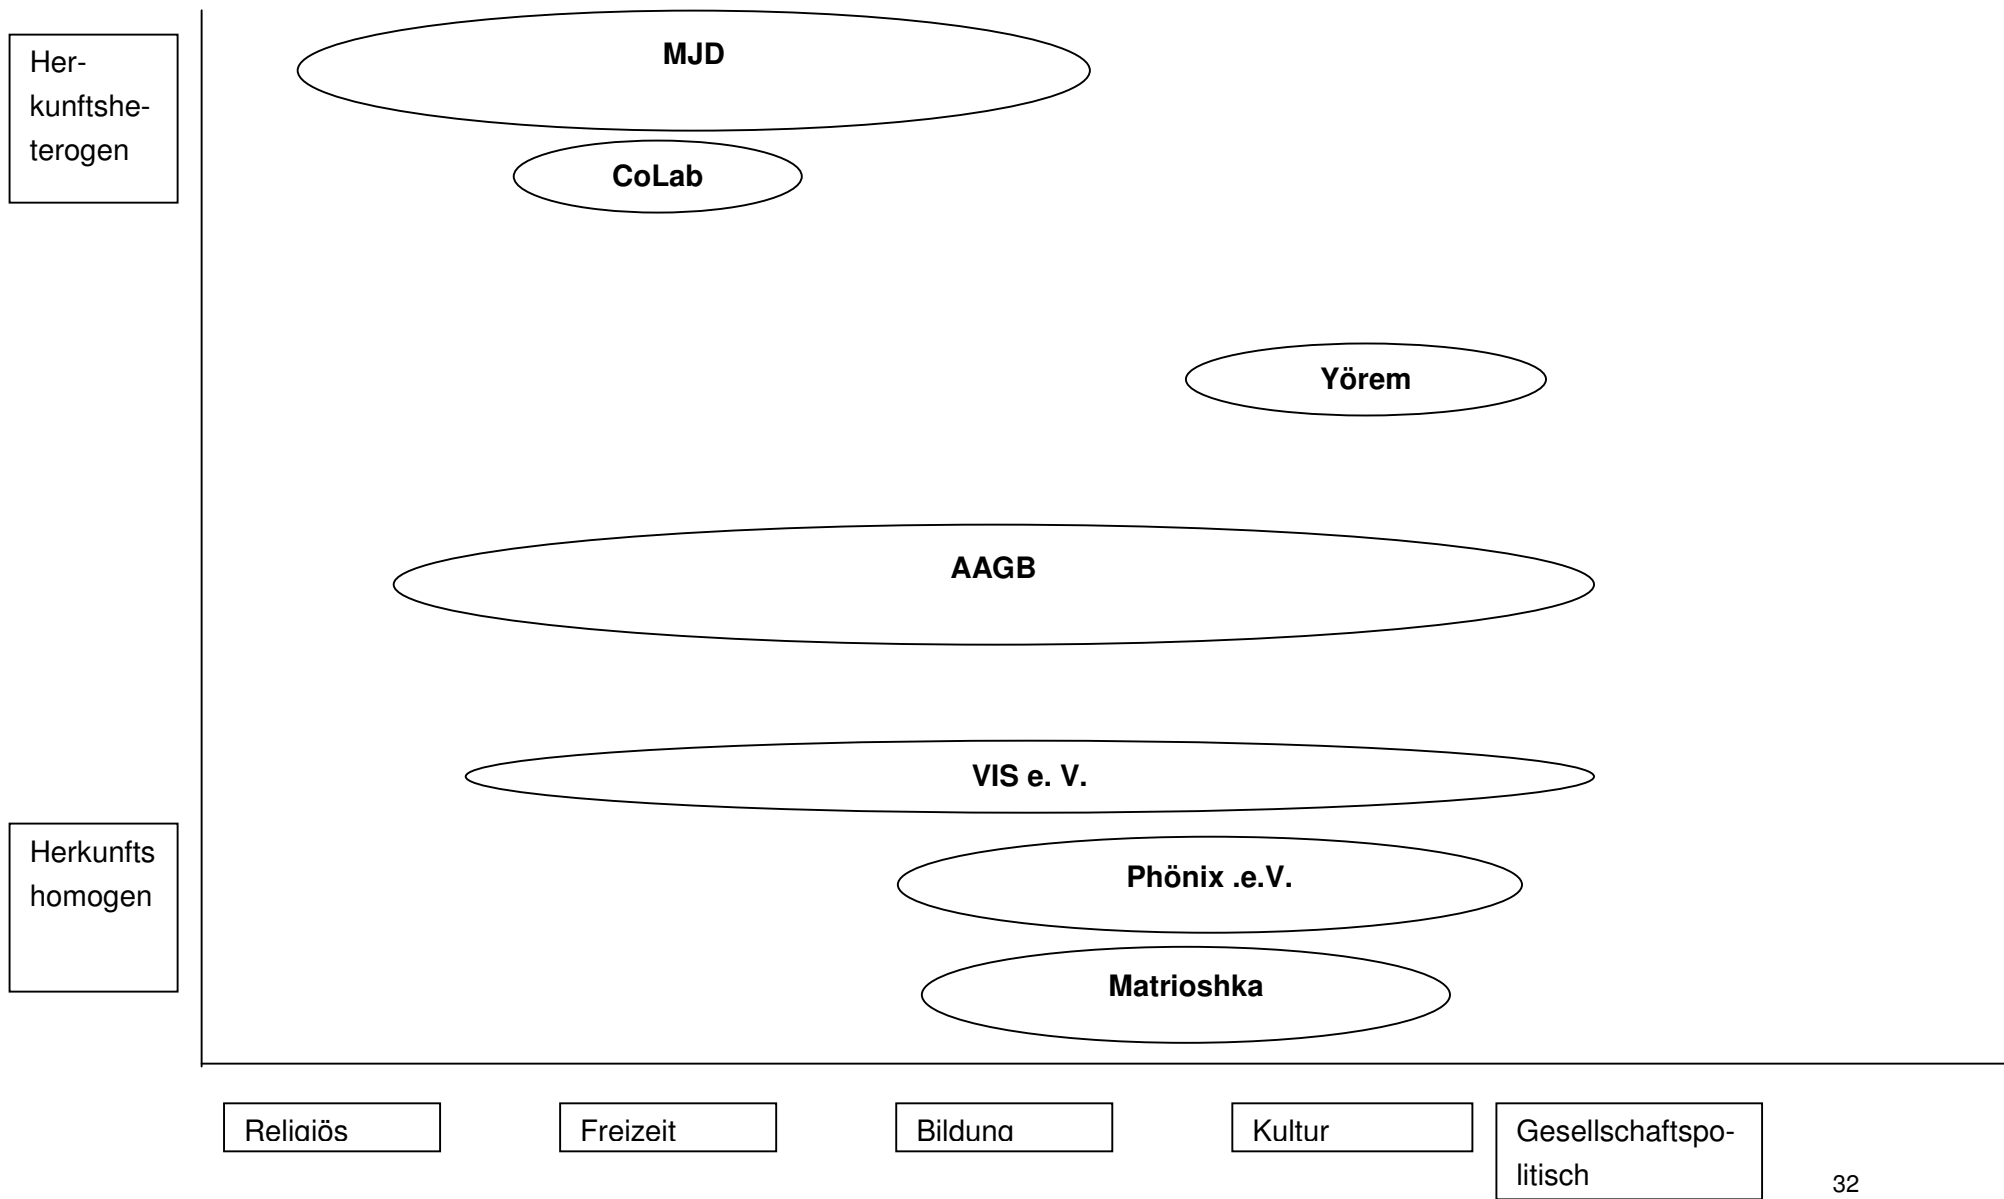 Her-
kunftshe-
terogen
MJD
CoLab
Yörem
AAGB
VIS e. V.
Herkunfts
homogen
Phönix .e.V.
Matrioshka
Religiös
Freizeit
Bildung
Kultur
Gesellschaftspo-
litisch
32